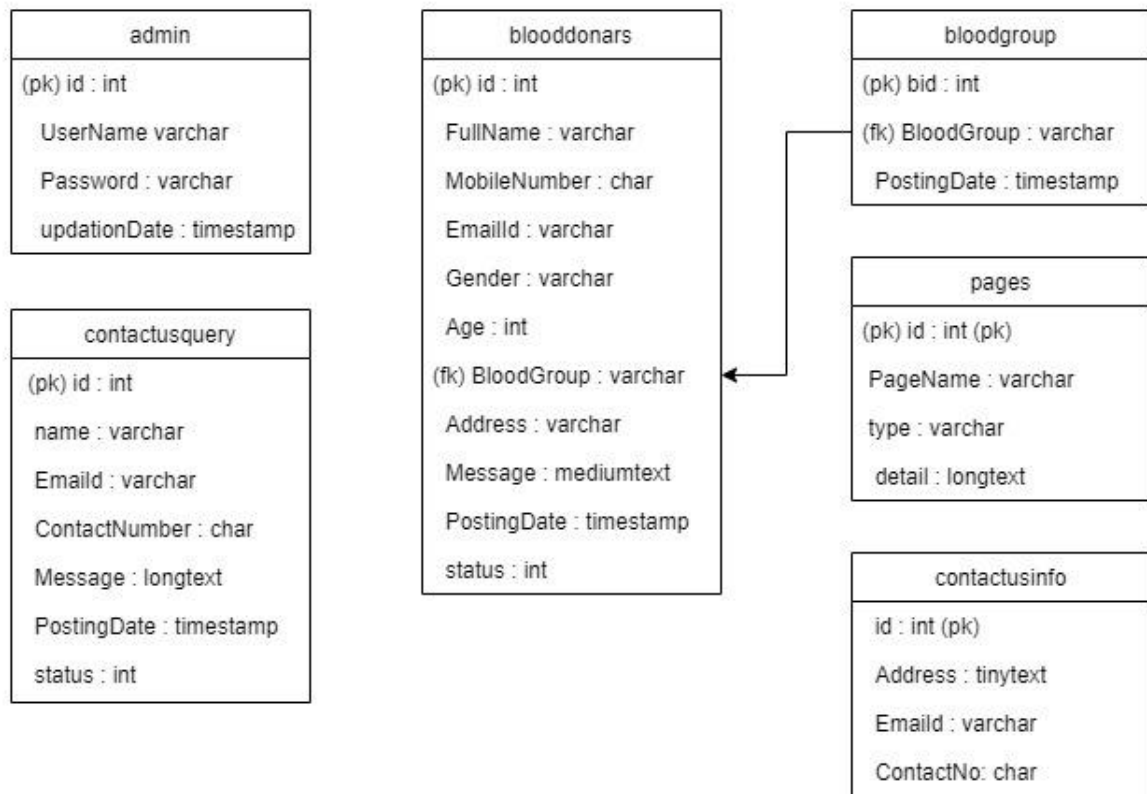 admin
(pk) id : int
UserName varchar
Password : varchar
updationDate : timestamp
contactusquery
(pk) id : int
name : varchar
EmaiId : varchar
ContactNumber : char
Message : longtext
PostingDate : timestamp
status : int
blooddonars
(pk) id : int
FullName : varchar
MobileNumber : char
EmailId : varchar
Gender : varchar
Age : int
(fk) BloodGroup : varchar
Address : varchar
Message : mediumtext
PostingDate : timestamp
status : int
bloodgroup
(pk) bid : int
(fk) BloodGroup : varchar
PostingDate : timestamp
pages
(pk) id : int (pk)
PageName : varchar
type : varchar
detail : longtext
contactusinfo
id : int (pk)
Address : tinytext
EmaiId : varchar
ContactNo: char